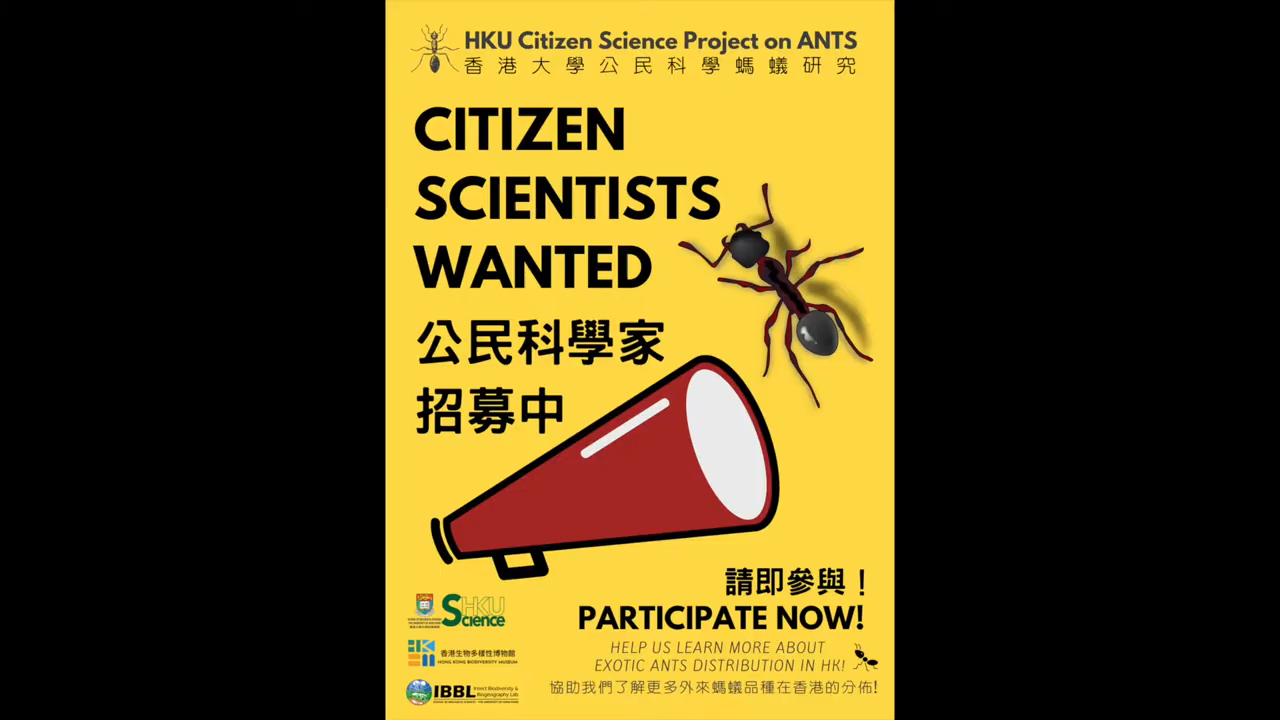 HKU Citizen Science Project on ANTS
香港大學公民科學螞蟻研究
CITIZEN
SCIENTISTS
WANTED
公民科學家
招募中
請即參與！
PARTICIPATE NOW!
HELP US LEARN MORE ABOUT
EXOTIC ANTS DISTRIBUTION IN HK!
協助我們了解更多外來螞蟻品種在香港的分佈!
HKU
Science
香港生物多樣性博物館
HONG KONG BIODIVERSITY MUSEUM
IBBL
Insect Biodiversity &
Biogeography Lab